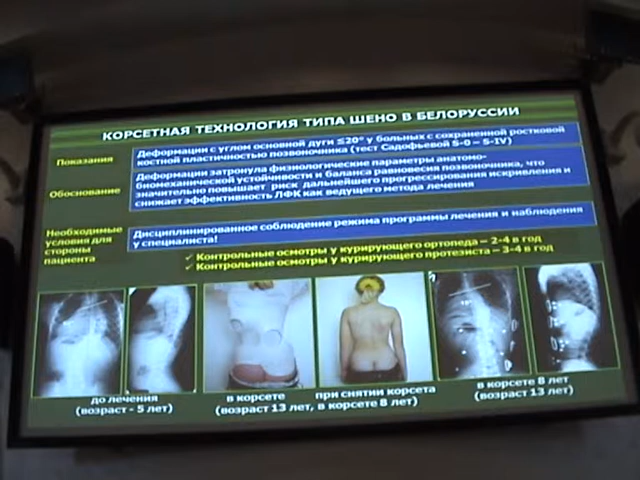 КОРСЕТНАЯ ТЕХНОЛОГИЯ ТИПА ШЕНО В БЕЛОРУССИИ
Показания
Деформации с углом основной дуги ≤20° у больных с сохраненной ростковой
костной пластичностью позвоночника (тест Садофьевой S-0 – S-IV)
Обоснование
Деформации затронула физиологические параметры анатомо-
биомеханической устойчивости и баланса равновесия позвоночника, что
значительно повышает риск дальнейшего прогрессирования искривления и
снижает эффективность ЛФК как ведущего метода лечения
Необходимые
условия для
стороны
пациента
Дисциплинированное соблюдение режима программы лечения и наблюдения
у специалиста!
✓ Контрольные осмотры у курирующего ортопеда – 2-4 в год
✓ Контрольные осмотры у курирующего протезиста – 3-4 в год
до лечения
(возраст - 5 лет)
в корсете
при снятии корсета
(возраст 13 лет, в корсете 8 лет)
в корсете 8 лет
(возраст 13 лет)